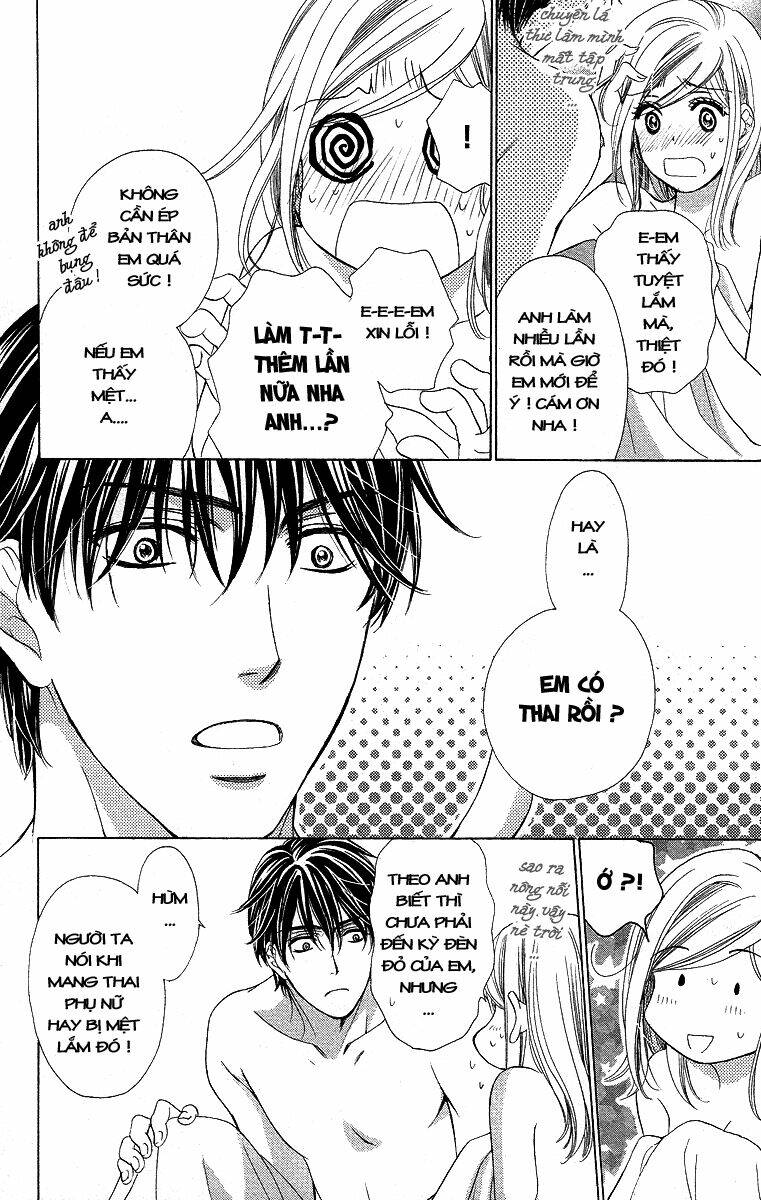 chuyện là
thiệt làm mình
mất tập
trung
E-EM
THẤY
TUYỆT
LẮM
MÀ,
THIỆT
ĐÓ !
ANH LÀM
NHIỀU LẦN
RỒI MÀ GIỜ
EM MỚI ĐỂ
Ý ! CÁM ƠN
NHA !
!
E-E-E-EM
XIN LỖI !
LÀM T-T-
THÊM LẦN
NỮA NHA
ANH...?
KHÔNG
CẦN ÉP
BẢN THÂN
EM QUÁ
SỨC !
anh
không để
bụng
đâu !
NẾU EM
THẤY
MỆT...
A....
HAY
LÀ
...
EM CÓ
THAI RỒI ?
Ớ ?!
sao ra
nông nỗi
nầy vậy
nè trời
!!!
THEO ANH
BIẾT THÌ
CHƯA PHẢI
ĐẾN KỲ ĐÈN
ĐỎ CỦA EM,
NHƯNG
...
HỪM
...
NGƯỜI TA
NÓI KHI
MANG THAI
PHỤ NỮ
HAY BỊ MỆT
LẮM ĐÓ !